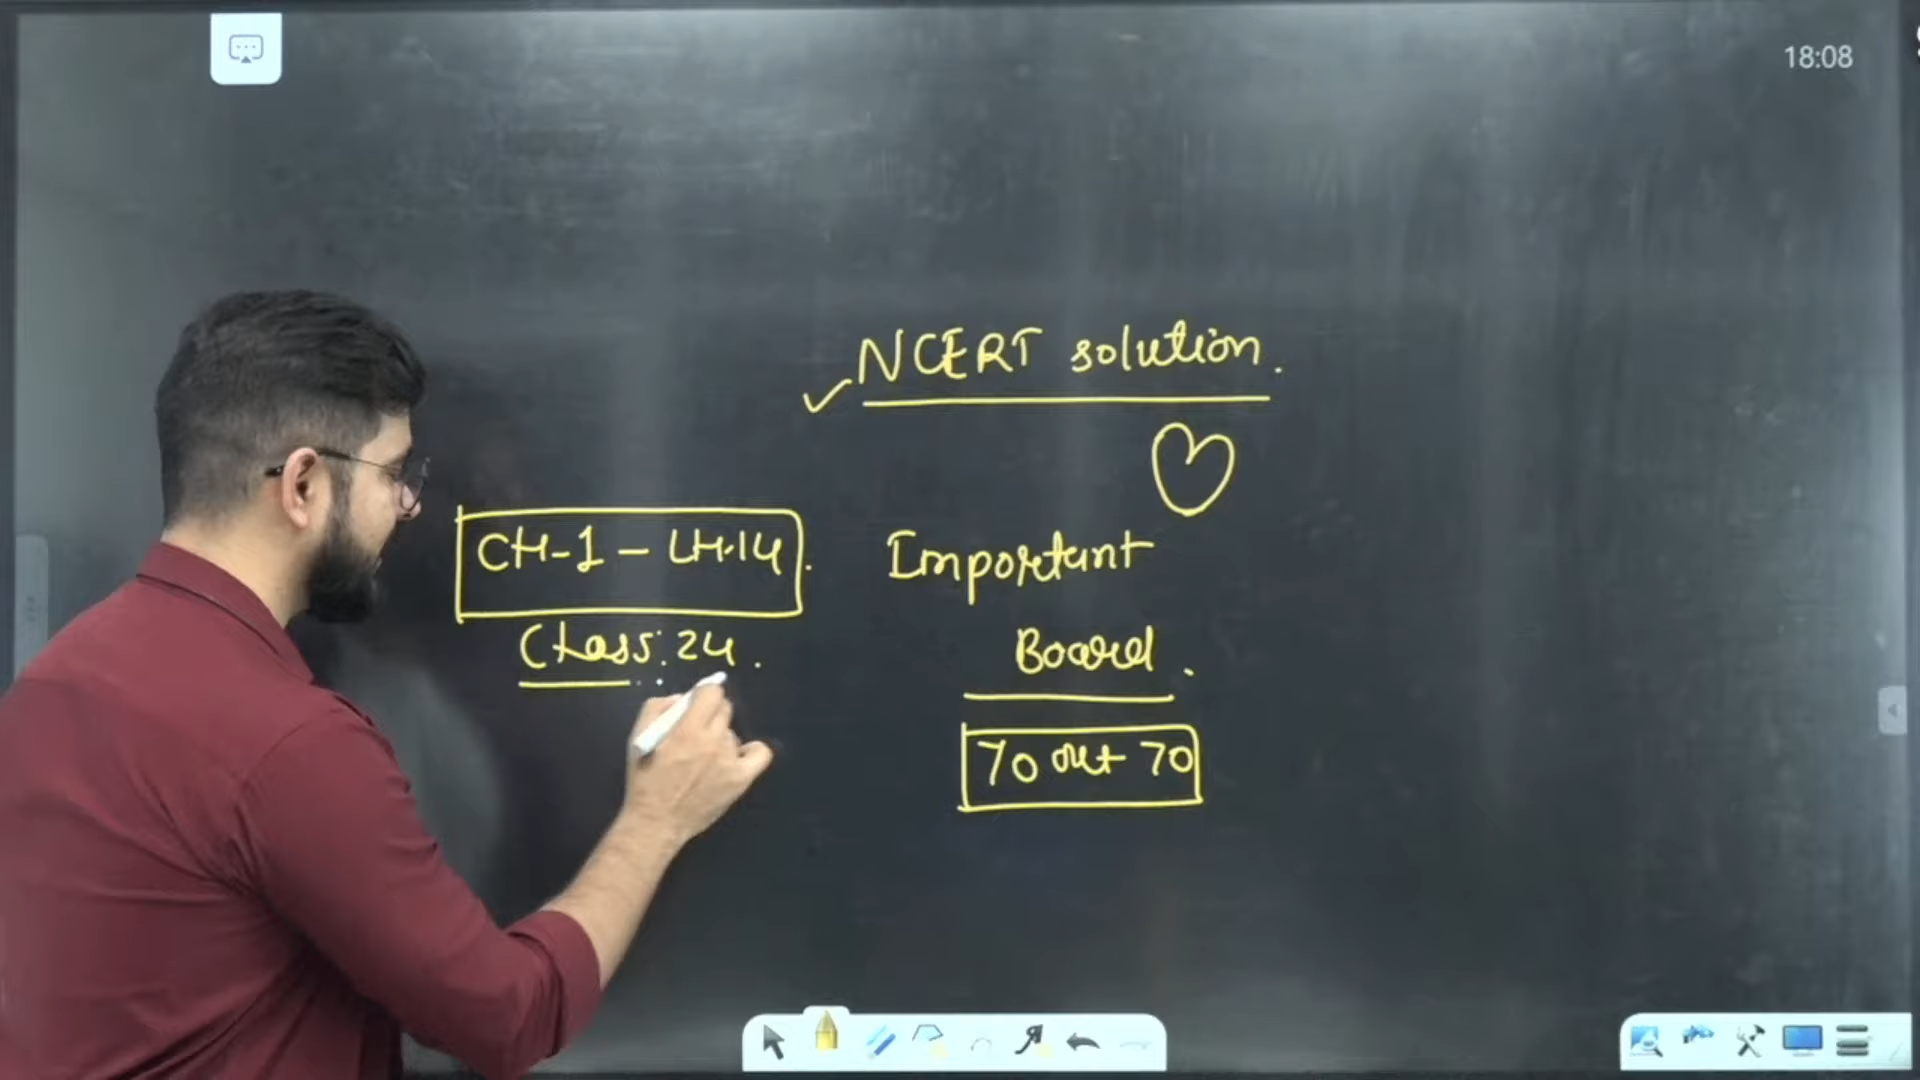 18:08
NCERT solution.
CH-1 – CH-14.
Important
Class:24.
Board.
70 out 70